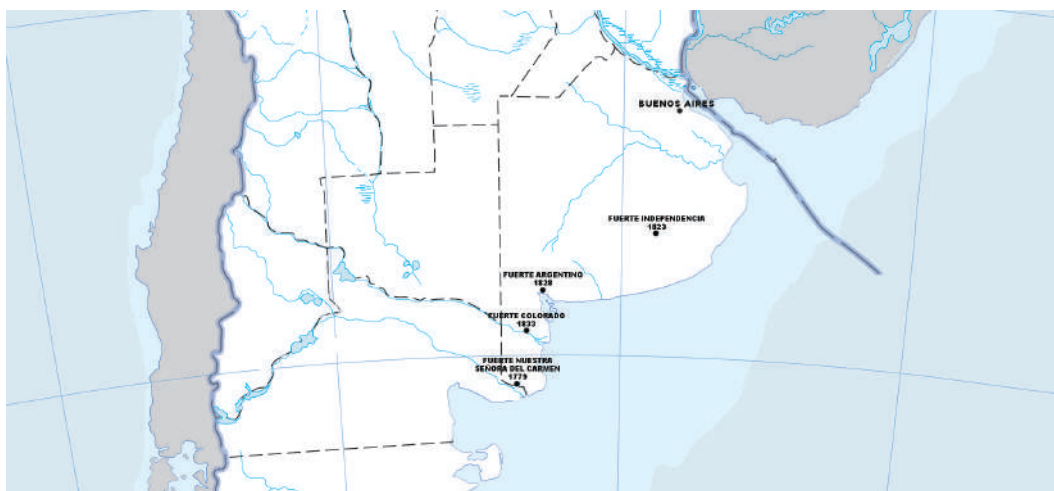 BUENOS AIRES
FUERTE INDEPENDENCIA
1823
FUERTE ARGENTINO
1828
FUERTE COLORADO
1833
FUERTE NUESTRA
SEÑORA DEL CARMEN
1779